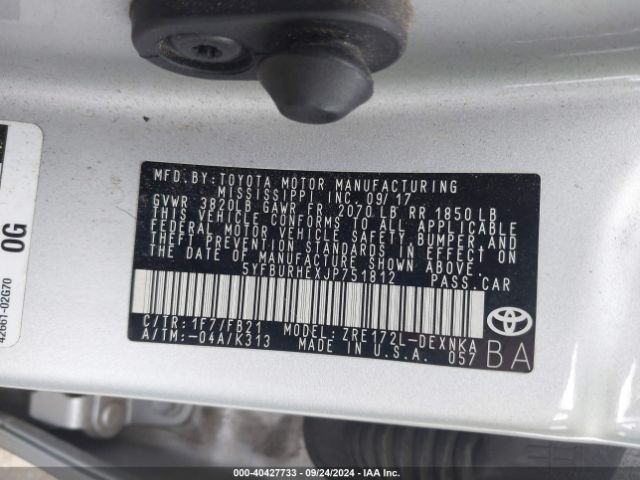 42661-02G70
0G
MFD.BY:TOYOTA MOTOR MANUFACTURING
MISSISSIPPI INC. 09/17
GVWR 3820LB GAWR FR 2070 LB RR 1850 LB
THIS VEHICLE CONFORMS TO ALL APPLICABLE
FEDERAL MOTOR VEHICLE SAFETY, BUMPER, AND
THEFT PREVENTION STANDARDS IN EFFECT ON
THE DATE OF MANUFACTURE SHOWN ABOVE.
5YFBURHEXJP751812 PASS.CAR
C/TR:1F7/FB21 MODEL:ZRE172L-DEXNKA
A/TM:-04A/K313 MADE IN U.S.A. 057
BA
000-40427733 - 09/24/2024 - IAA Inc.